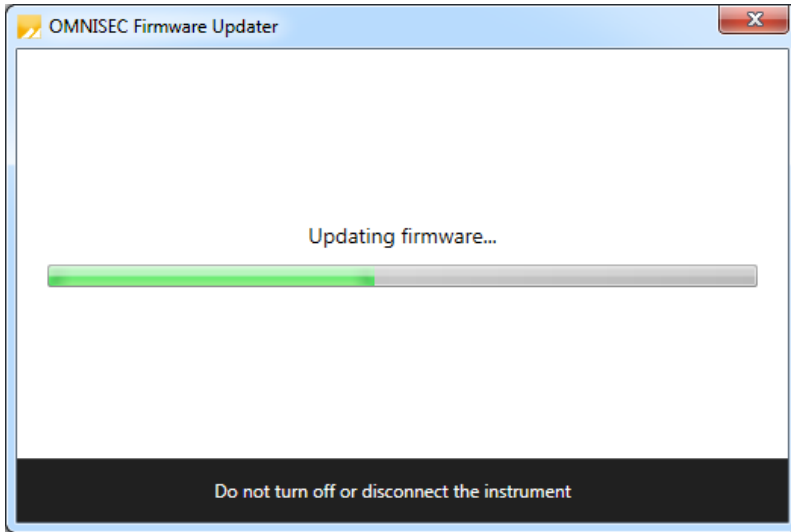 OMNISEC Firmware Updater
Updating firmware...
Do not turn off or disconnect the instrument